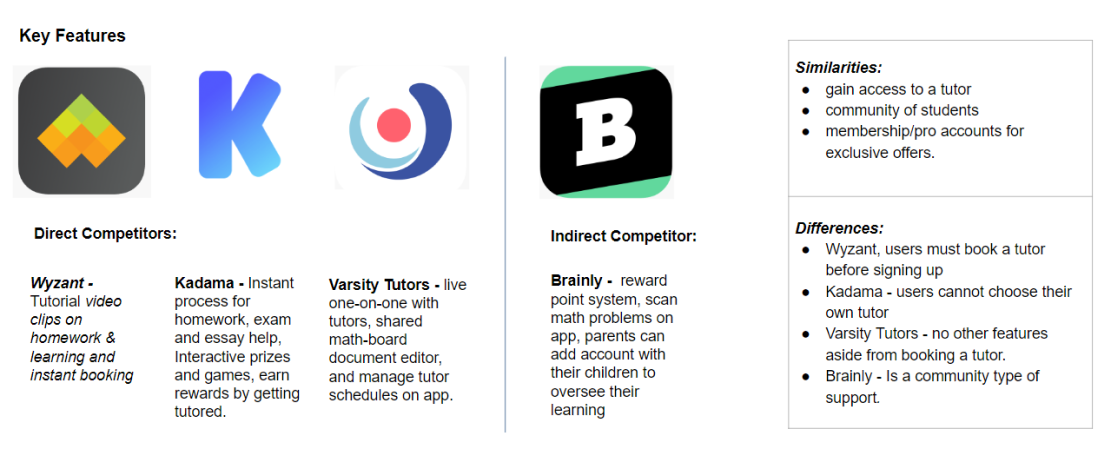 Key Features
K
B
Direct Competitors:
Wyzant -
Tutorial video
clips on
homework &
learning and
instant booking
Kadama - Instant
process for
homework, exam
and essay help,
Interactive prizes
and games, earn
rewards by getting
tutored.
Varsity Tutors - live
one-on-one with
tutors, shared
math-board
document editor,
and manage tutor
schedules on app.
Indirect Competitor:
Brainly - reward
point system, scan
math problems on
app, parents can
add account with
their children to
oversee their
learning
Similarities:
● gain access to a tutor
● community of students
● membership/pro accounts for
exclusive offers.
Differences:
● Wyzant, users must book a tutor
before signing up
● Kadama - users cannot choose their
own tutor
● Varsity Tutors - no other features
aside from booking a tutor.
● Brainly - Is a community type of
support.